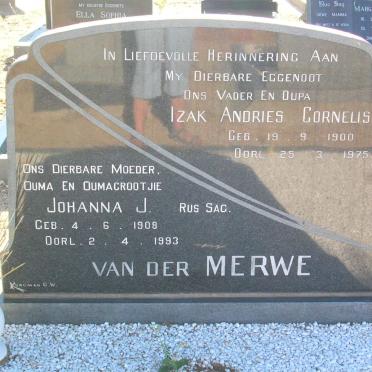 ELLA SOPHIA
IN LIEFDEVOLLE HERINNERING AAN
MY DIERBARE EGGENOOT
ONS VADER EN OUPA
IZAK ANDRIES CORNELIS
GEB. 19 . 9 . 1900
OORL. 25 . 3 . 1975
ONS DIERBARE MOEDER,
OUMA EN OUMAGROOTJIE
JOHANNA J. RUS SAG.
GEB. 4 . 6 . 1908
OORL. 2 . 4 . 1993
VAN DER MERWE